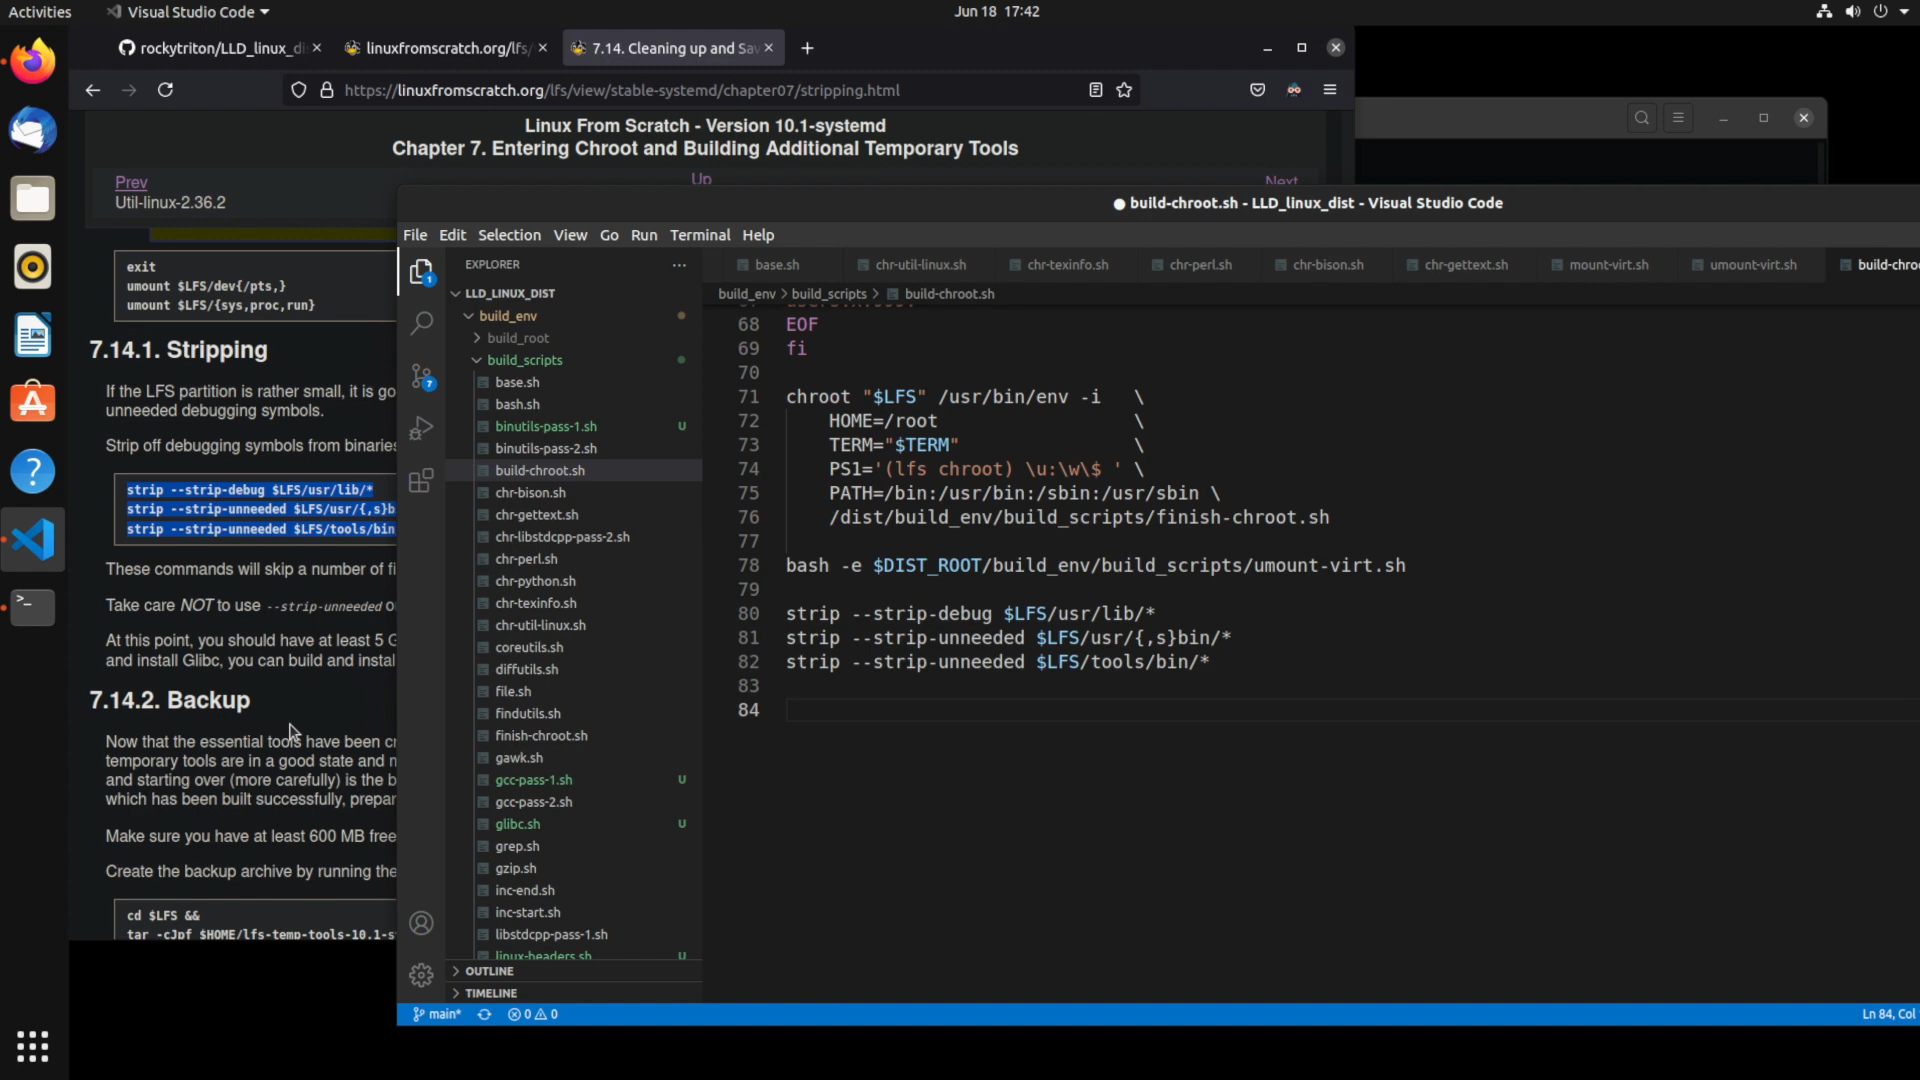 Activities
Visual Studio Code
Jun 18 17:42
rockytriton/LLD_linux_di
linuxfromscratch.org/lfs/
7.14. Cleaning up and Sav
https://linuxfromscratch.org/lfs/view/stable-systemd/chapter07/stripping.html
Linux From Scratch - Version 10.1-systemd
Chapter 7. Entering Chroot and Building Additional Temporary Tools
Prev
Up
Next
Util-linux-2.36.2
exit
umount $LFS/dev{/pts,}
umount $LFS/{sys,proc,run}
7.14.1. Stripping
If the LFS partition is rather small, it is go
unneeded debugging symbols.
Strip off debugging symbols from binaries
strip --strip-debug $LFS/usr/lib/*
strip --strip-unneeded $LFS/usr/{,s}b
strip --strip-unneeded $LFS/tools/bin
These commands will skip a number of fi
Take care NOT to use --strip-unneeded o
At this point, you should have at least 5 G
and install Glibc, you can build and instal
7.14.2. Backup
Now that the essential tools have been cr
temporary tools are in a good state and m
and starting over (more carefully) is the b
which has been built successfully, prepar
Make sure you have at least 600 MB free
Create the backup archive by running the
cd $LFS &&
tar -cJpf $HOME/lfs-temp-tools-10.1-s
● build-chroot.sh - LLD_linux_dist - Visual Studio Code
File Edit Selection View Go Run Terminal Help
EXPLORER
base.sh
chr-util-linux.sh
chr-texinfo.sh
chr-perl.sh
chr-bison.sh
chr-gettext.sh
mount-virt.sh
umount-virt.sh
build-chroo
build_env > build_scripts > build-chroot.sh
1
7
LLD_LINUX_DIST
build_env
build_root
build_scripts
base.sh
bash.sh
binutils-pass-1.sh U
binutils-pass-2.sh
build-chroot.sh
chr-bison.sh
chr-gettext.sh
chr-libstdcpp-pass-2.sh
chr-perl.sh
chr-python.sh
chr-texinfo.sh
chr-util-linux.sh
coreutils.sh
diffutils.sh
file.sh
findutils.sh
finish-chroot.sh
gawk.sh
gcc-pass-1.sh U
gcc-pass-2.sh
glibc.sh U
grep.sh
gzip.sh
inc-end.sh
inc-start.sh
libstdcpp-pass-1.sh
linux-headers.sh U
OUTLINE
TIMELINE
68 EOF
69 fi
70
71 chroot "$LFS" /usr/bin/env -i \
72 HOME=/root \
73 TERM="$TERM" \
74 PS1='(lfs chroot) \u:\w\$ ' \
75 PATH=/bin:/usr/bin:/sbin:/usr/sbin \
76 /dist/build_env/build_scripts/finish-chroot.sh
77
78 bash -e $DIST_ROOT/build_env/build_scripts/umount-virt.sh
79
80 strip --strip-debug $LFS/usr/lib/*
81 strip --strip-unneeded $LFS/usr/{,s}bin/*
82 strip --strip-unneeded $LFS/tools/bin/*
83
84
main* 0 0
Ln 84, Col